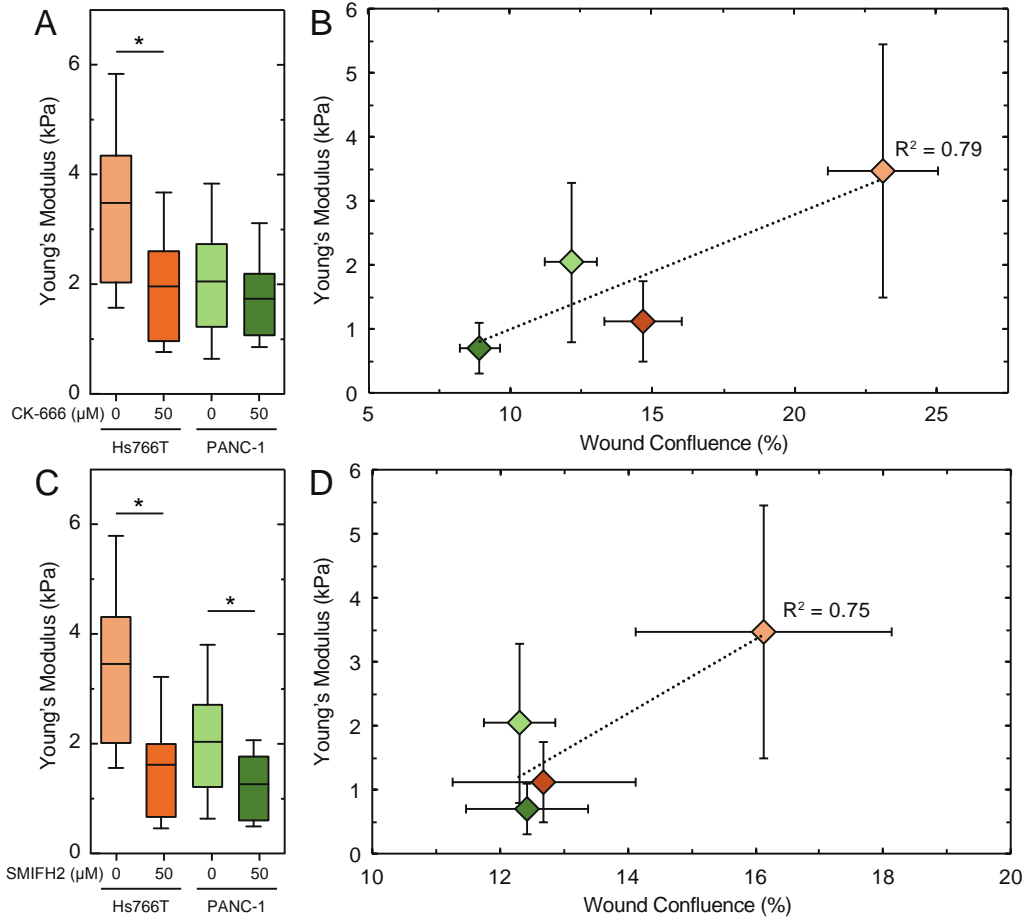 A
Young's Modulus (kPa)
6
4
2
0
*
CK-666 (µM)
0 50 0 50
Hs766T PANC-1
B
Young's Modulus (kPa)
6
5
4
3
2
1
0
R² = 0.79
5 10 15 20 25
Wound Confluence (%)
C
Young's Modulus (kPa)
6
4
2
0
*
*
SMIFH2 (µM)
0 50 0 50
Hs766T PANC-1
D
Young's Modulus (kPa)
6
5
4
3
2
1
0
R² = 0.75
10 12 14 16 18 20
Wound Confluence (%)